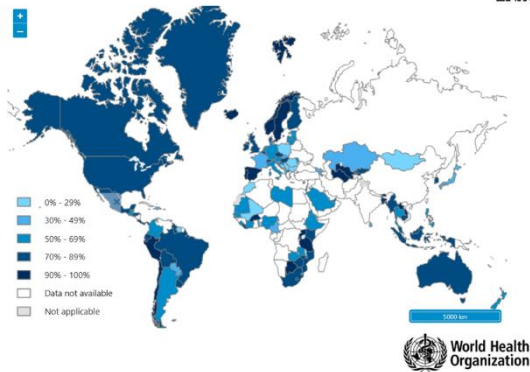 +
–
0% - 29%
30% - 49%
50% - 69%
70% - 89%
90% - 100%
Data not available
Not applicable
5000 km
World Health
Organization